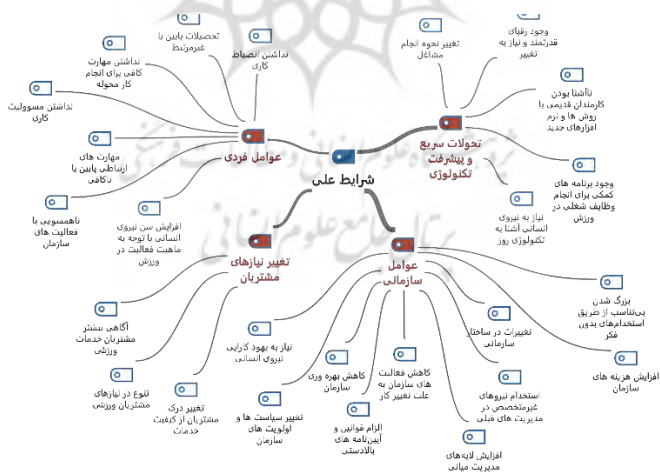 تحصیلات پایین یا
غیرمرتبط
نداشتن انضباط
کاری
نداشتن مهارت
کافی برای انجام
کار محوله
نداشتن مسوولیت
کاری
مهارت های
ارتباطی پایین یا
ناکافی
ناهمسویی با
فعالیت های
سازمان
افزایش سن نیروی
انسانی با توجه به
ماهیت فعالیت در
ورزش
عوامل فردی
شرایط علی
تغییر نحوه انجام
مشاغل
وجود رقبای
قدرتمند و نیاز به
تغییر
ناآشنا بودن
کارمندان قدیمی با
روش ها و نرم
افزارهای جدید
وجود برنامه های
کمکی برای انجام
وظایف شغلی در
ورزش
نیاز به نیروی
انسانی آشنا به
تکنولوژی روز
تحولات سریع
و پیشرفت
تکنولوژی
تغییر نیازهای
مشتریان
آگاهی بیشتر
مشتریان خدمات
ورزشی
تنوع در نیازهای
مشتریان ورزشی
تغییر درک
مشتریان از کیفیت
خدمات
عوامل
سازمانی
نیاز به بهود کارایی
نیروی انسانی
تغییر سیاست ها و
اولویت های
سازمان
کاهش بهره وری
سازمان
الزام قوانین و
آیین‌نامه های
بالادستی
کاهش فعالیت
های سازمان به
علت تغییر کار
تغییرات در ساختار
سازمانی
استخدام نیروهای
غیرمتخصص در
مدیریت های قبلی
افزایش لایه‌های
مدیریت میانی
بزرگ شدن
بی‌تناسب از طریق
استخدام‌های بدون
فکر
افزایش هزینه های
سازمان
پرتال جامع علوم انسانی